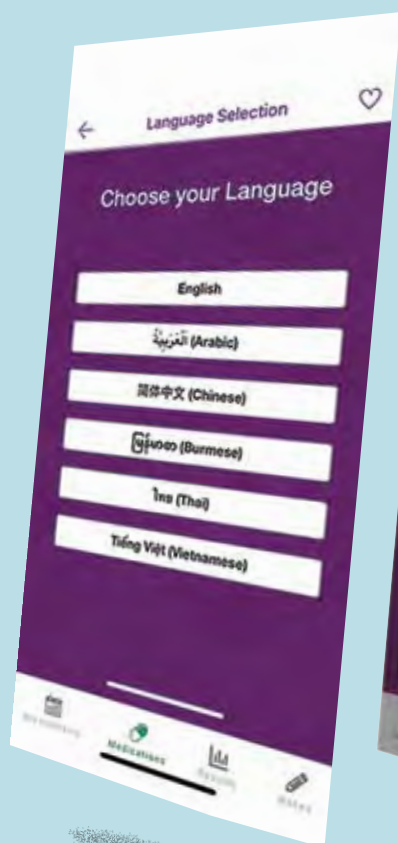 Language Selection
Choose your Language
English
الْعَرَبِيَّةُ (Arabic)
简体中文 (Chinese)
မြန်မာစာ (Burmese)
ไทย (Thai)
Tiếng Việt (Vietnamese)
Medications
Results
Notes